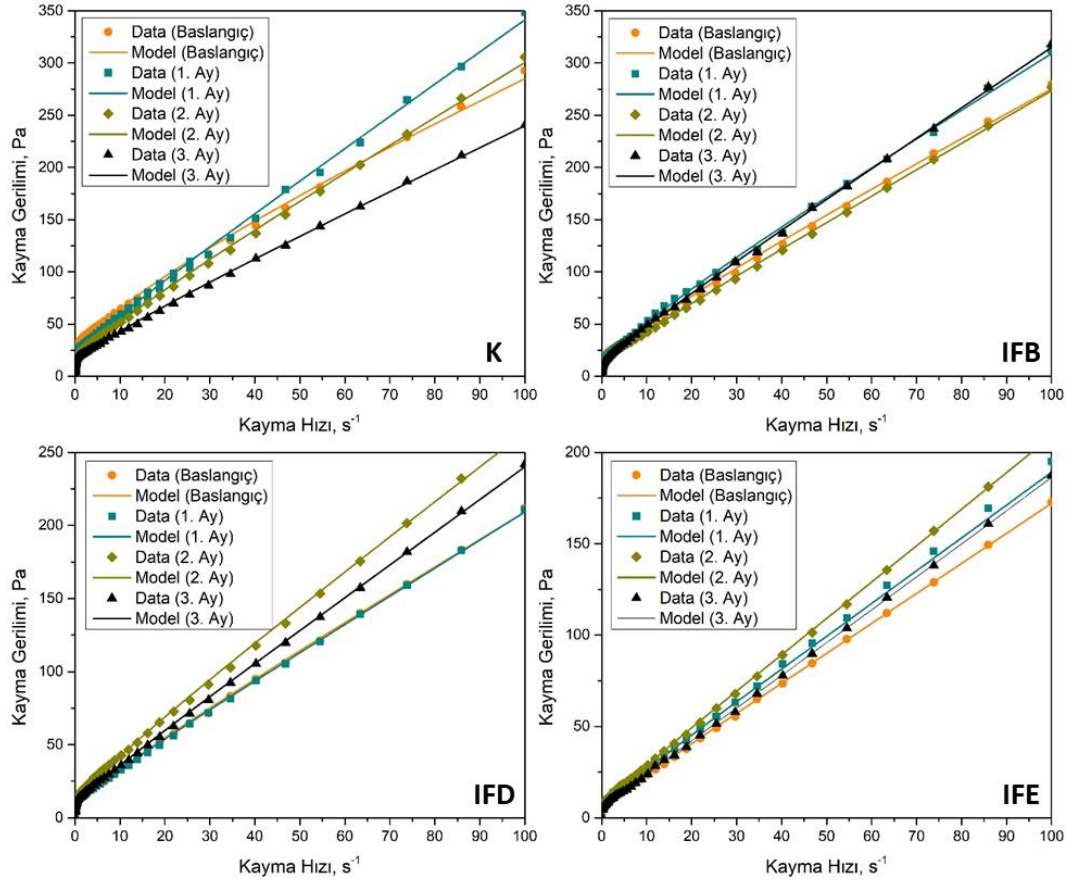 350
300
250
200
150
100
50
0
Kayma Gerilimi, Pa
Data (Baslangıç)
Model (Baslangıç)
Data (1. Ay)
Model (1. Ay)
Data (2. Ay)
Model (2. Ay)
Data (3. Ay)
Model (3. Ay)
K
0 10 20 30 40 50 60 70 80 90 100
Kayma Hızı, s⁻¹
350
300
250
200
150
100
50
0
Kayma Gerilimi, Pa
Data (Baslangıç)
Model (Baslangıç)
Data (1. Ay)
Model (1. Ay)
Data (2. Ay)
Model (2. Ay)
Data (3. Ay)
Model (3. Ay)
IFB
0 10 20 30 40 50 60 70 80 90 100
Kayma Hızı, s⁻¹
250
200
150
100
50
0
Kayma Gerilimi, Pa
Data (Baslangıç)
Model (Baslangıç)
Data (1. Ay)
Model (1. Ay)
Data (2. Ay)
Model (2. Ay)
Data (3. Ay)
Model (3. Ay)
IFD
0 10 20 30 40 50 60 70 80 90 100
Kayma Hızı, s⁻¹
200
150
100
50
0
Kayma Gerilimi, Pa
Data (Baslangıç)
Model (Baslangıç)
Data (1. Ay)
Model (1. Ay)
Data (2. Ay)
Model (2. Ay)
Data (3. Ay)
Model (3. Ay)
IFE
0 10 20 30 40 50 60 70 80 90 100
Kayma Hızı, s⁻¹